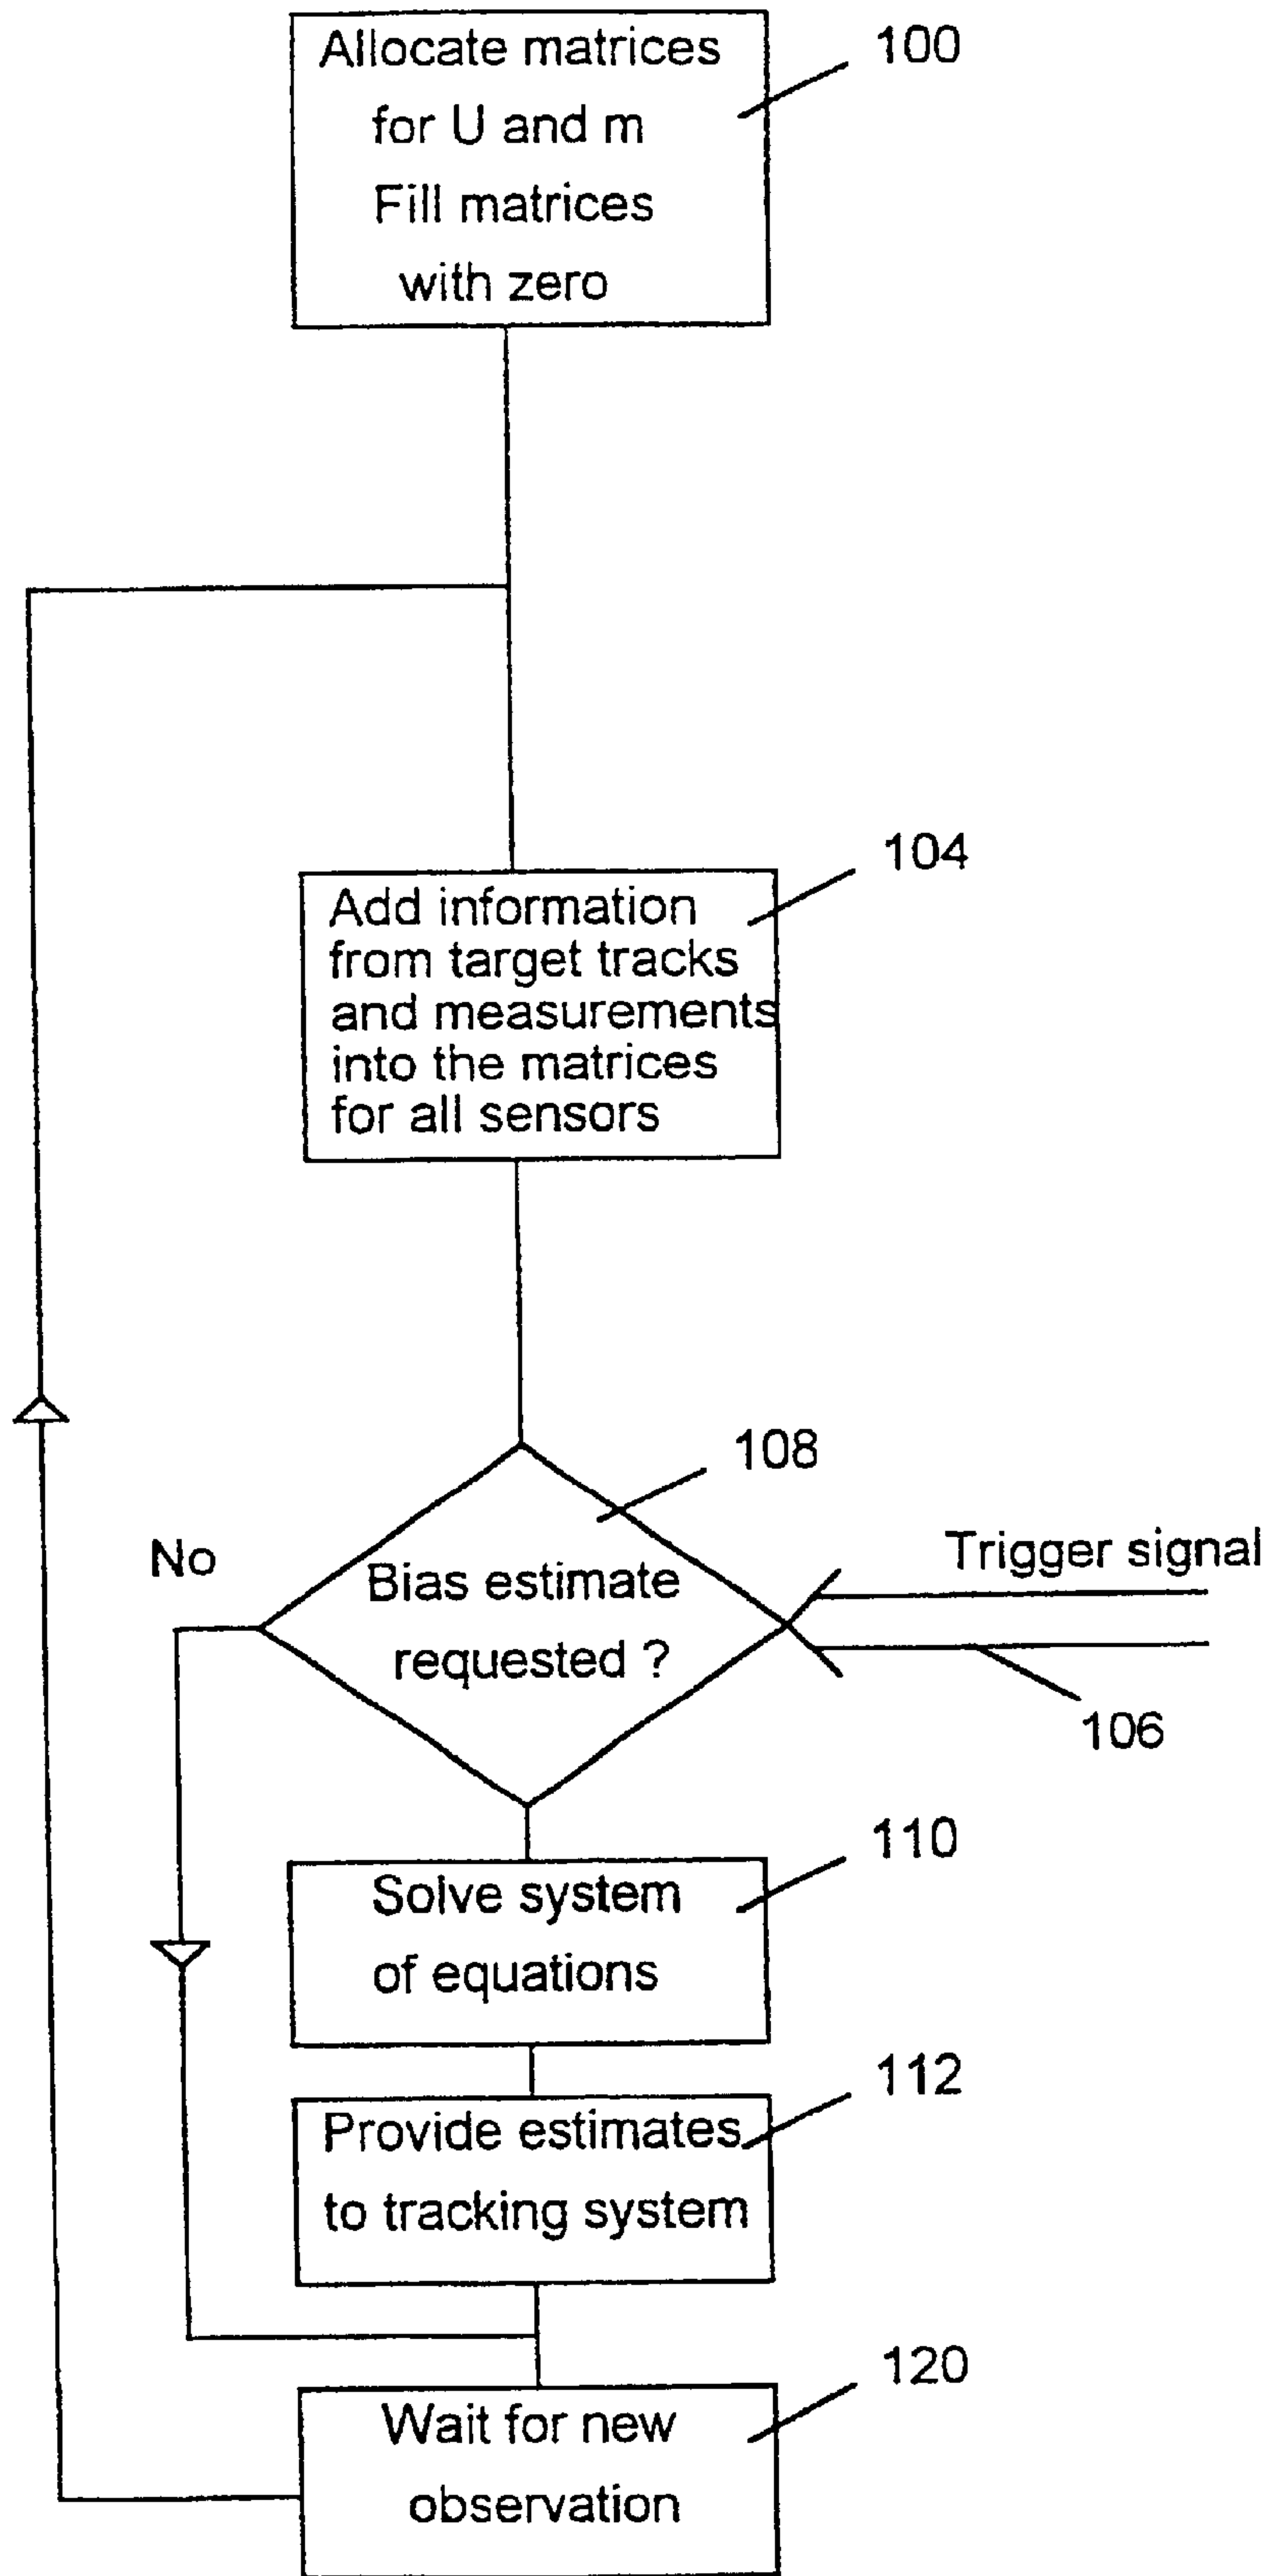 Allocate matrices
for U and m
Fill matrices
with zero
100
104
Add information
from target tracks
and measurements
into the matrices
for all sensors
108
No
Bias estimate
requested ?
Trigger signal
106
110
Solve system
of equations
112
Provide estimates
to tracking system
120
Wait for new
observation